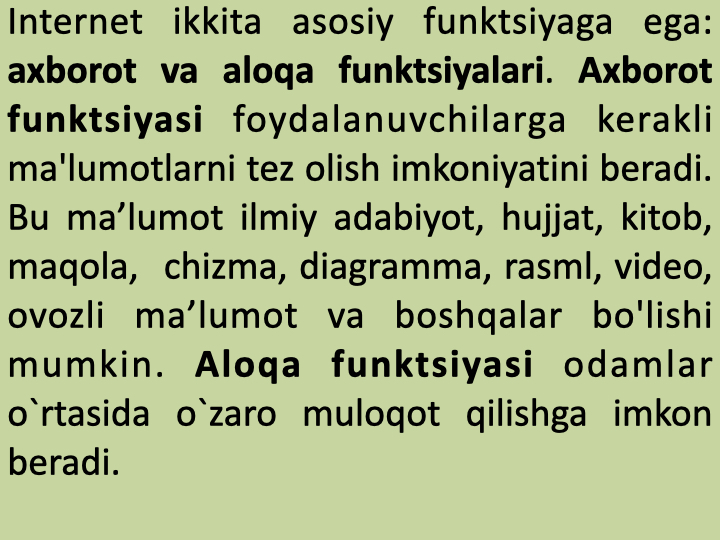 Internet ikkita asosiy funktsiyaga ega:
axborot va aloqa funktsiyalari. Axborot
funktsiyasi foydalanuvchilarga kerakli
ma'lumotlarni tez olish imkoniyatini beradi.
Bu ma’lumot ilmiy adabiyot, hujjat, kitob,
maqola, chizma, diagramma, rasml, video,
ovozli ma’lumot va boshqalar bo'lishi
mumkin. Aloqa funktsiyasi odamlar
o`rtasida o`zaro muloqot qilishga imkon
beradi.